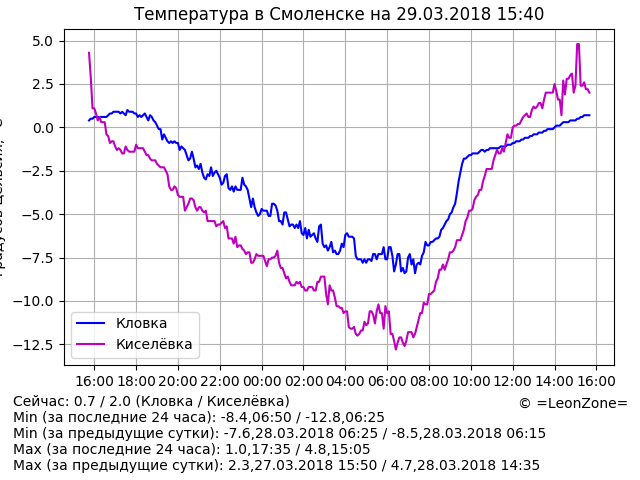 Температура в Смоленске на 29.03.2018 15:40
5.0
2.5
0.0
−2.5
−5.0
−7.5
−10.0
−12.5
Кловка
Киселёвка
16:00 18:00 20:00 22:00 00:00 02:00 04:00 06:00 08:00 10:00 12:00 14:00 16:00
Сейчас: 0.7 / 2.0 (Кловка / Киселёвка)
© =LeonZone=
Min (за последние 24 часа): -8.4,06:50 / -12.8,06:25
Min (за предыдущие сутки): -7.6,28.03.2018 06:25 / -8.5,28.03.2018 06:15
Max (за последние 24 часа): 1.0,17:35 / 4.8,15:05
Max (за предыдущие сутки): 2.3,27.03.2018 15:50 / 4.7,28.03.2018 14:35